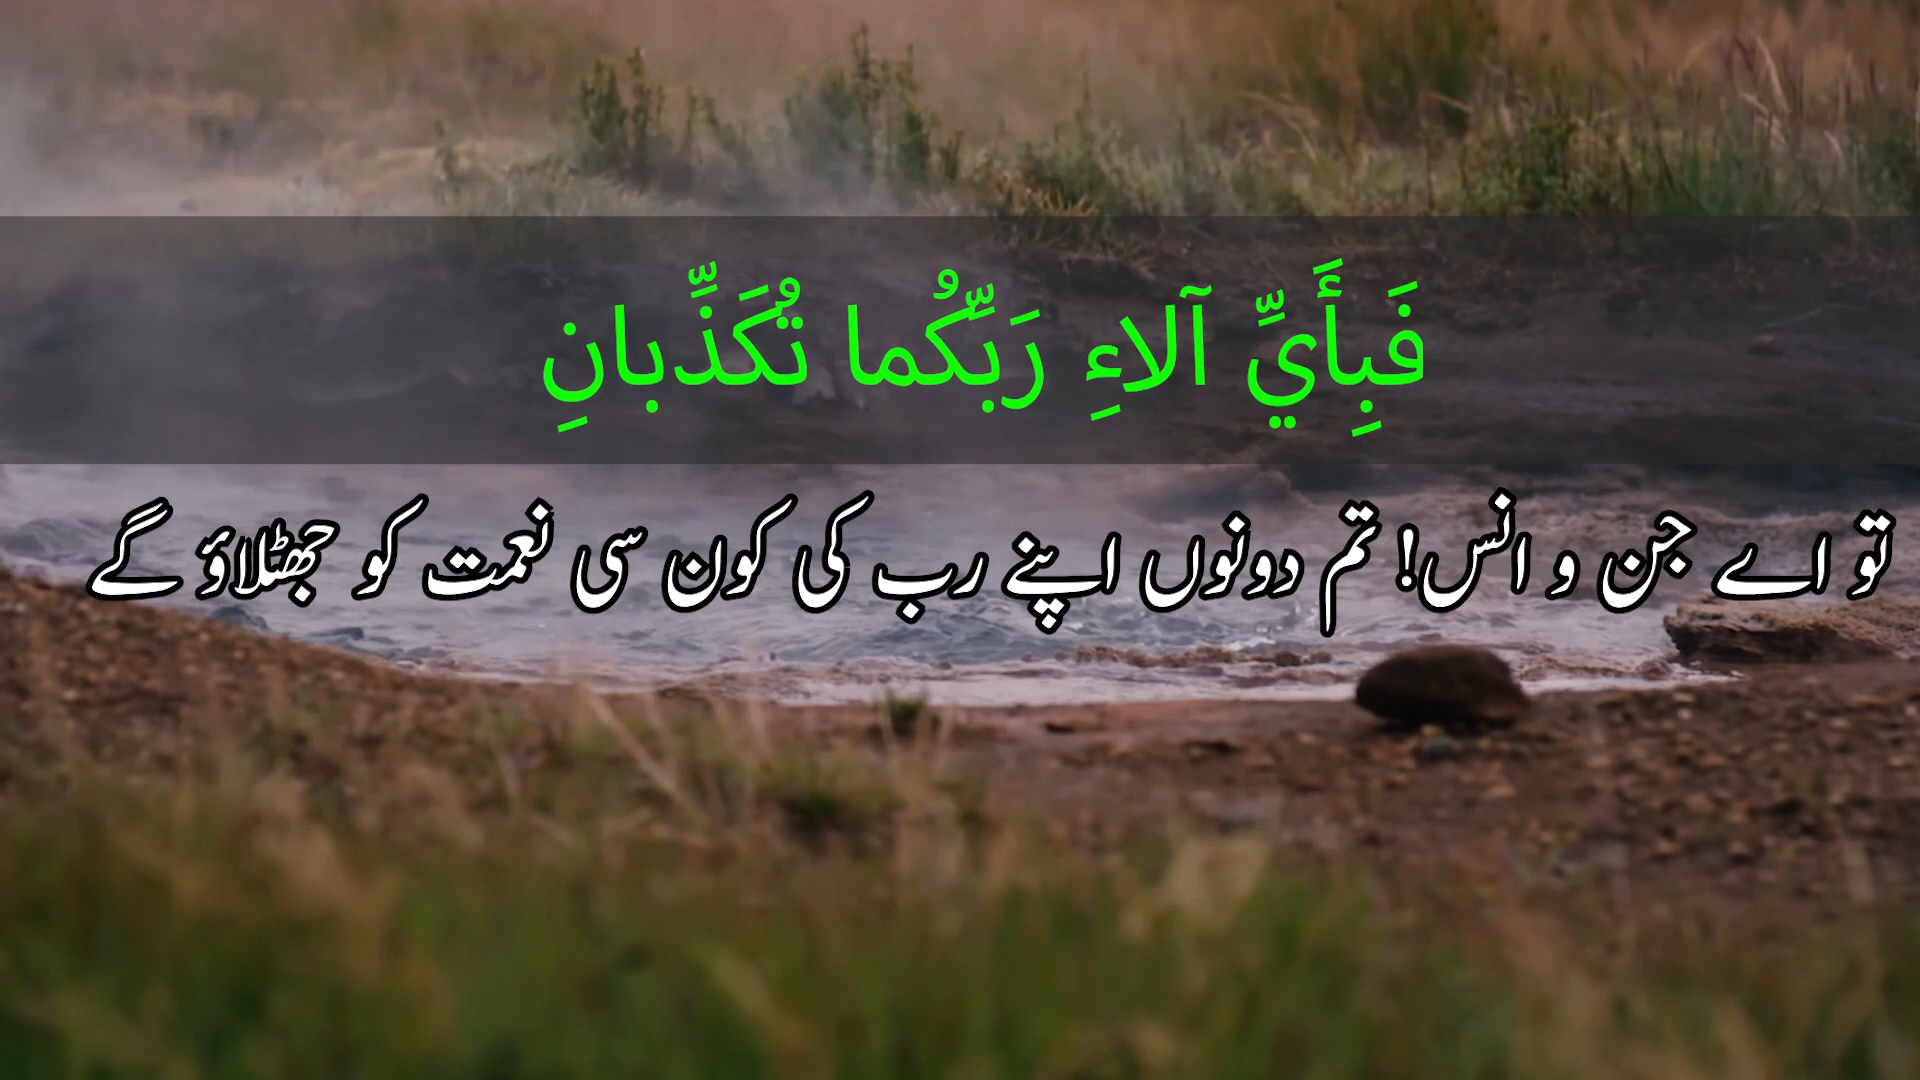 فَبِأَيِّ آلاءِ رَبِّكُما تُكَذِّبانِ
تو اے جن و انس! تم دونوں اپنے رب کی کون سی نعمت کو جھٹلاؤ گے